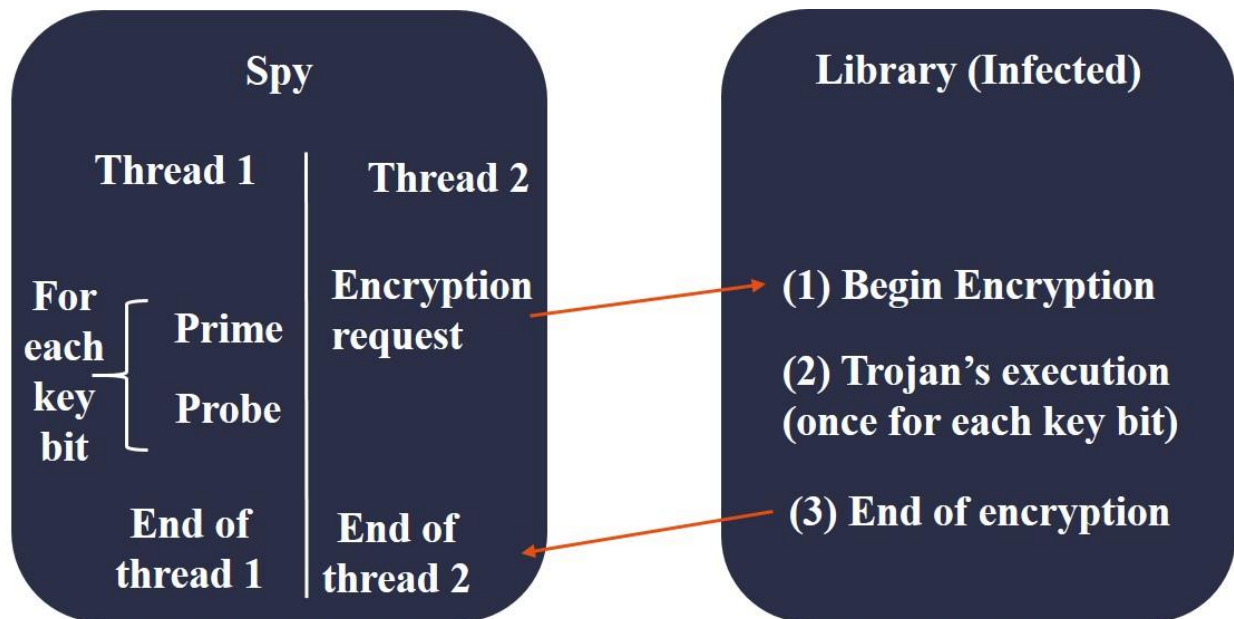 Spy
Thread 1
Thread 2
For
each
key
bit
Prime
Probe
Encryption
request
End of
thread 1
End of
thread 2
Library (Infected)
(1) Begin Encryption
(2) Trojan’s execution
(once for each key bit)
(3) End of encryption